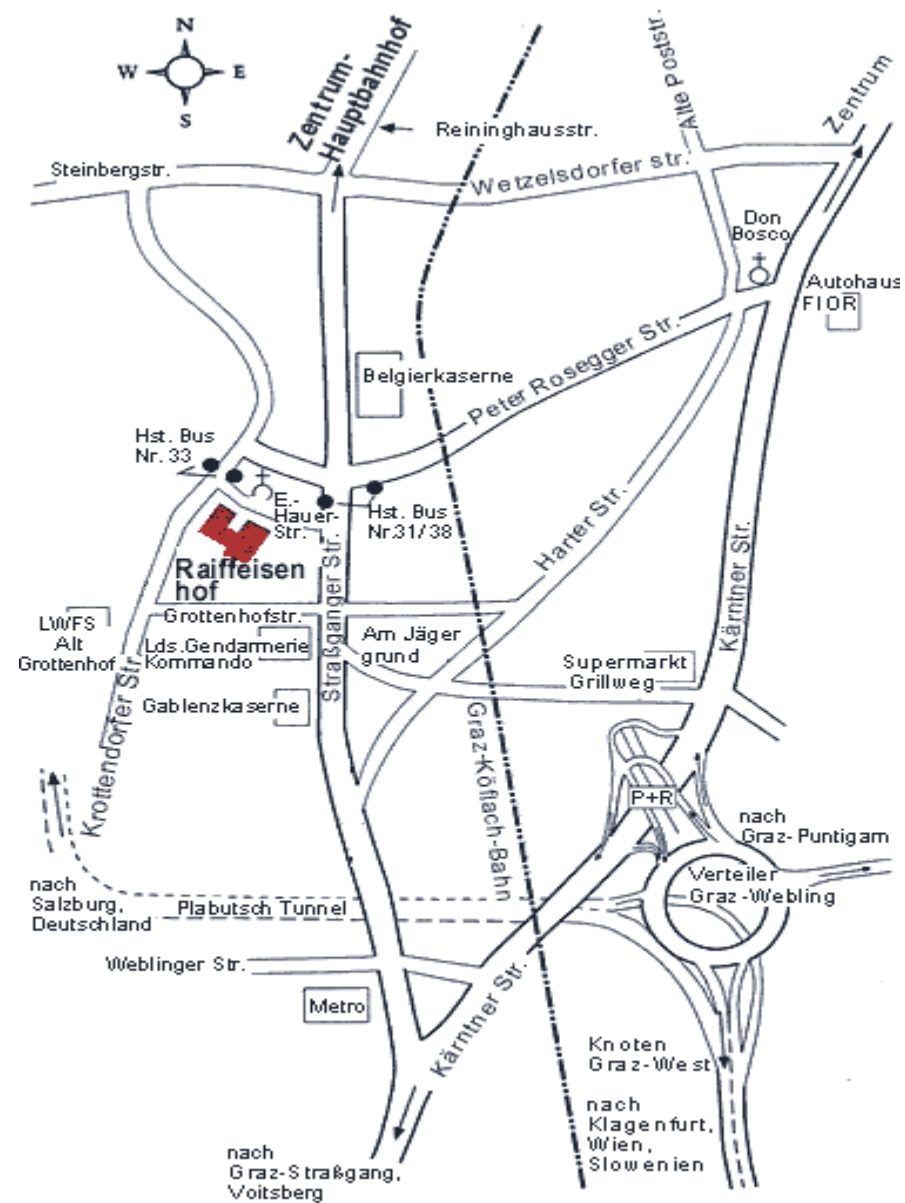 N
W
E
S
Zentrum-
Hauptbahnhof
Reininghausstr.
Alte Poststr.
Zentrum
Steinbergstr.
Wetzelsdorfer str.
Don
Bosco
Autohaus
FIOR
Peter Rosegger Str.
Belgierkaserne
Hst. Bus
Nr. 33
E.-
Hauer-
Str.
Hst. Bus
Nr.31/38
Harter Str.
Kärntner Str.
Raiffeisen
hof
Straßganger Str.
Grottenhofstr.
LWFS
Alt
Grottenhof
Lds.Gendarmerie
Kommando
Am Jäger
grund
Supermarkt
Grillweg
Gablenzkaserne
Krottendorfer Str.
Graz-Köflach-Bahn
P+R
nach
Graz-Puntigam
Verteiler
Graz-Webling
nach
Salzburg,
Deutschland
Plabutsch Tunnel
Weblinger Str.
Metro
Kärntner Str.
Knoten
Graz-West
nach
Klagenfurt,
Wien,
Slowenien
nach
Graz-Straßgang,
Voitsberg